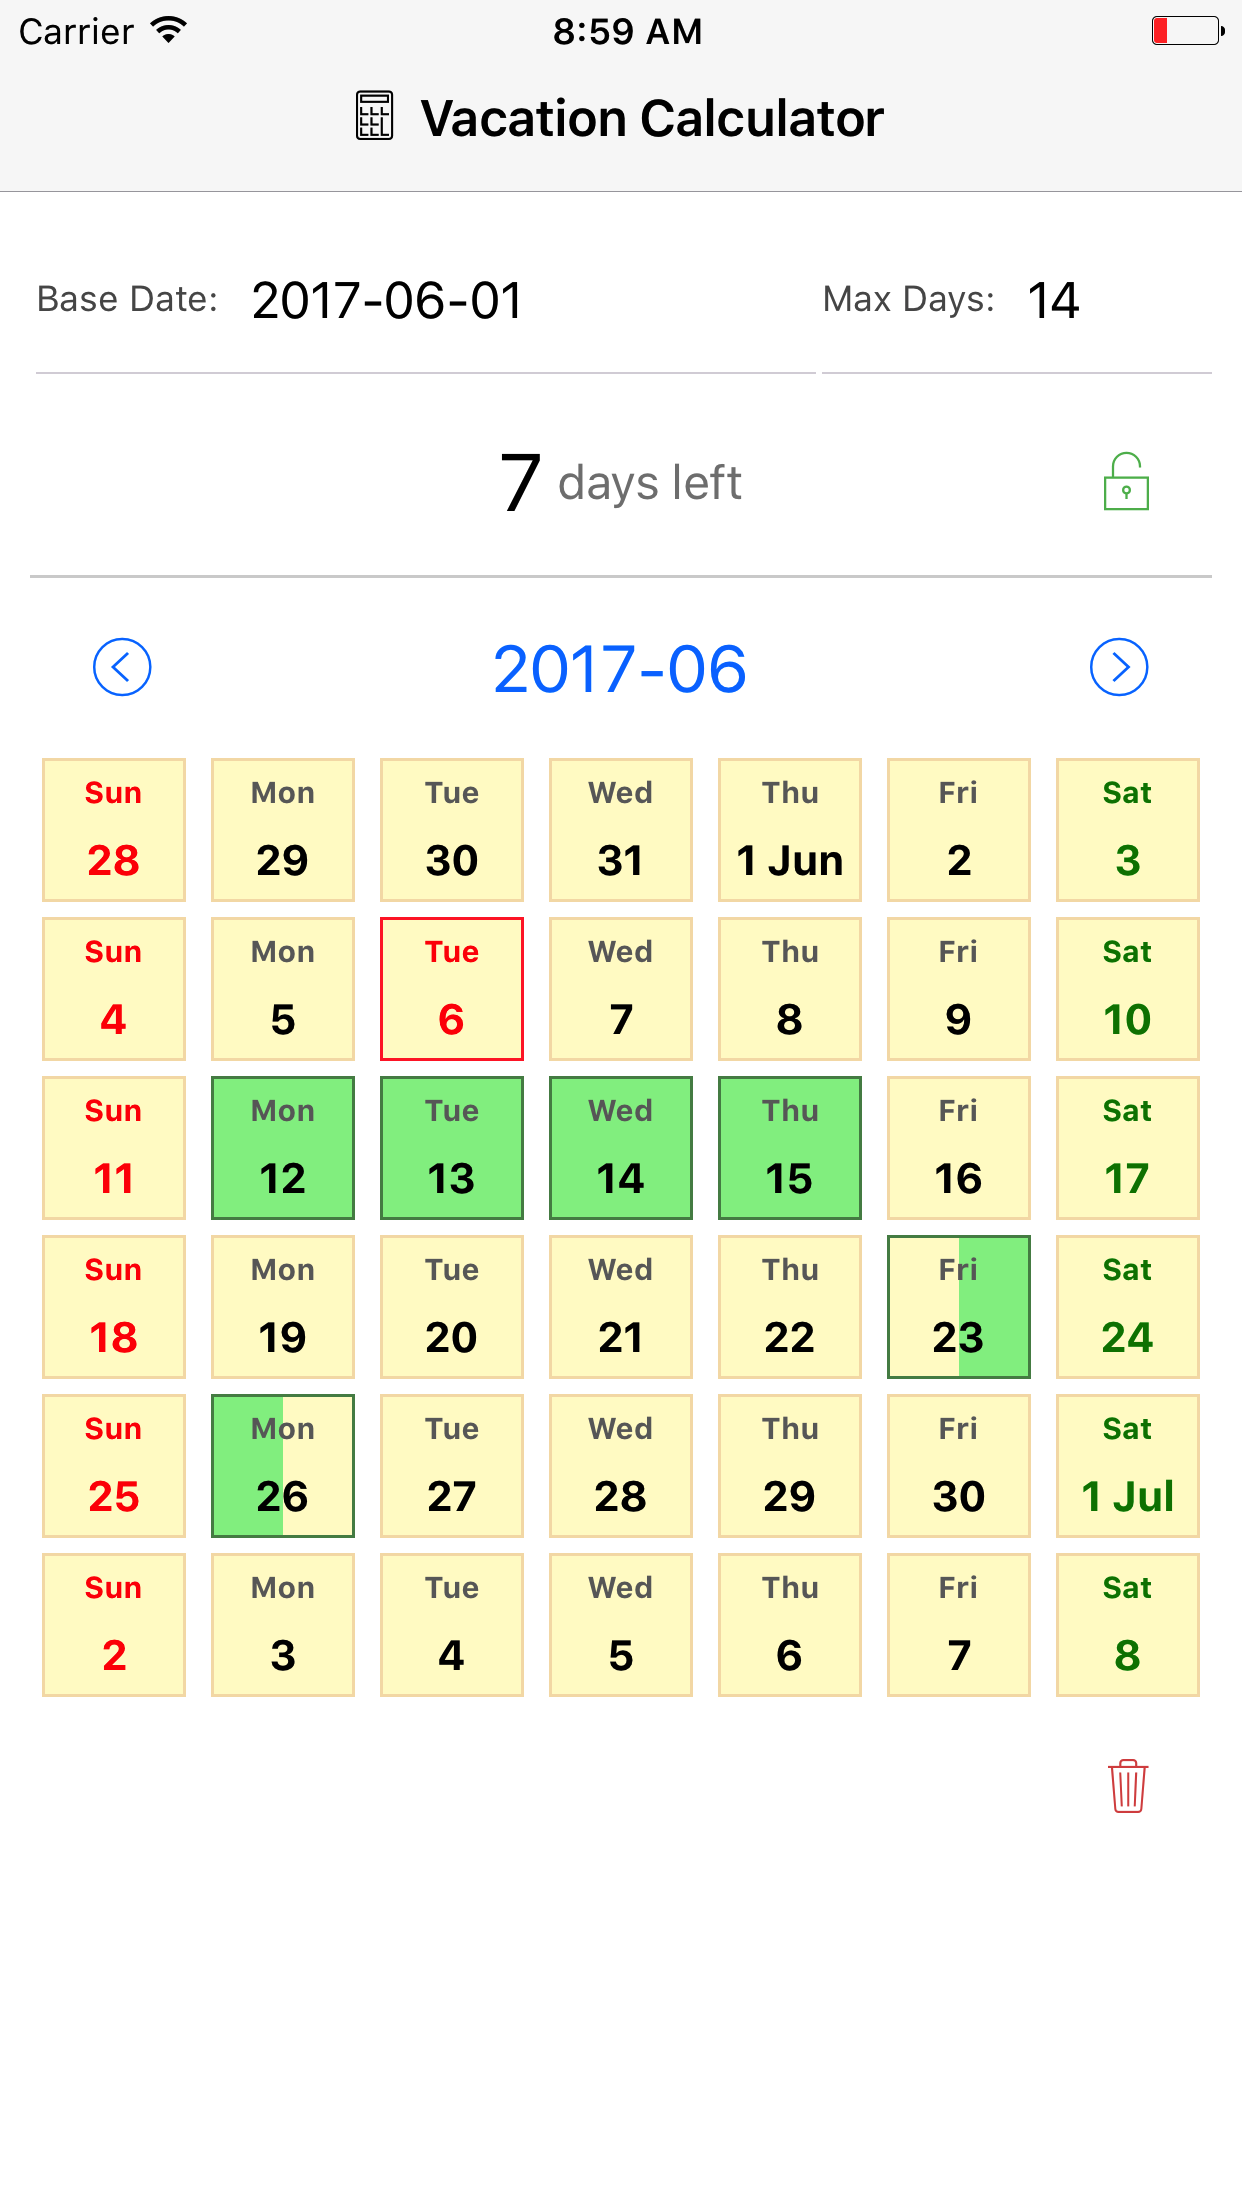 Carrier 8:59 AM
Vacation Calculator
Base Date: 2017-06-01 Max Days: 14
7 days left
2017-06
Sun Mon Tue Wed Thu Fri Sat
28 29 30 31 1 Jun 2 3
Sun Mon Tue Wed Thu Fri Sat
4 5 6 7 8 9 10
Sun Mon Tue Wed Thu Fri Sat
11 12 13 14 15 16 17
Sun Mon Tue Wed Thu Fri Sat
18 19 20 21 22 23 24
Sun Mon Tue Wed Thu Fri Sat
25 26 27 28 29 30 1 Jul
Sun Mon Tue Wed Thu Fri Sat
2 3 4 5 6 7 8